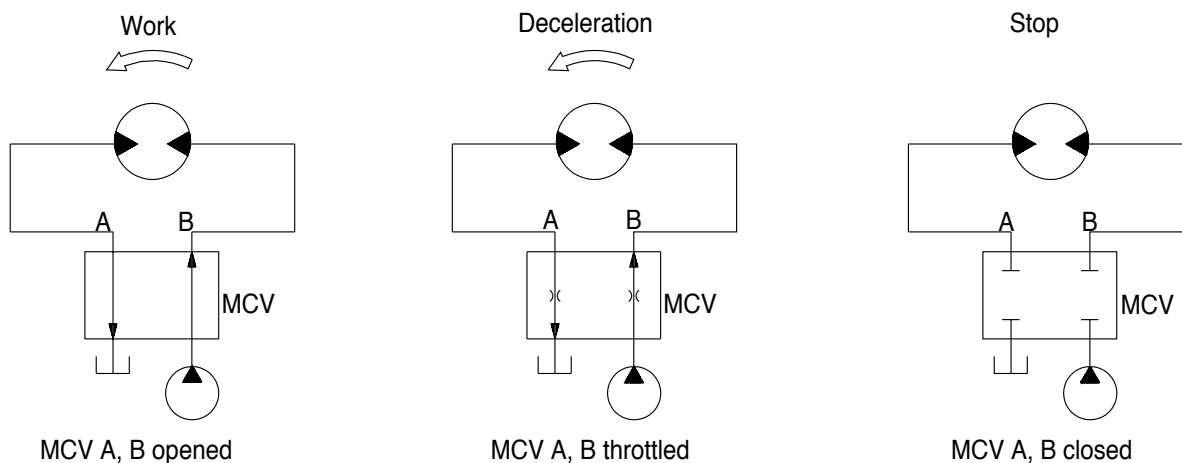 Work
Deceleration
Stop
A
B
MCV
A
B
MCV
A
B
MCV
MCV A, B opened
MCV A, B throttled
MCV A, B closed